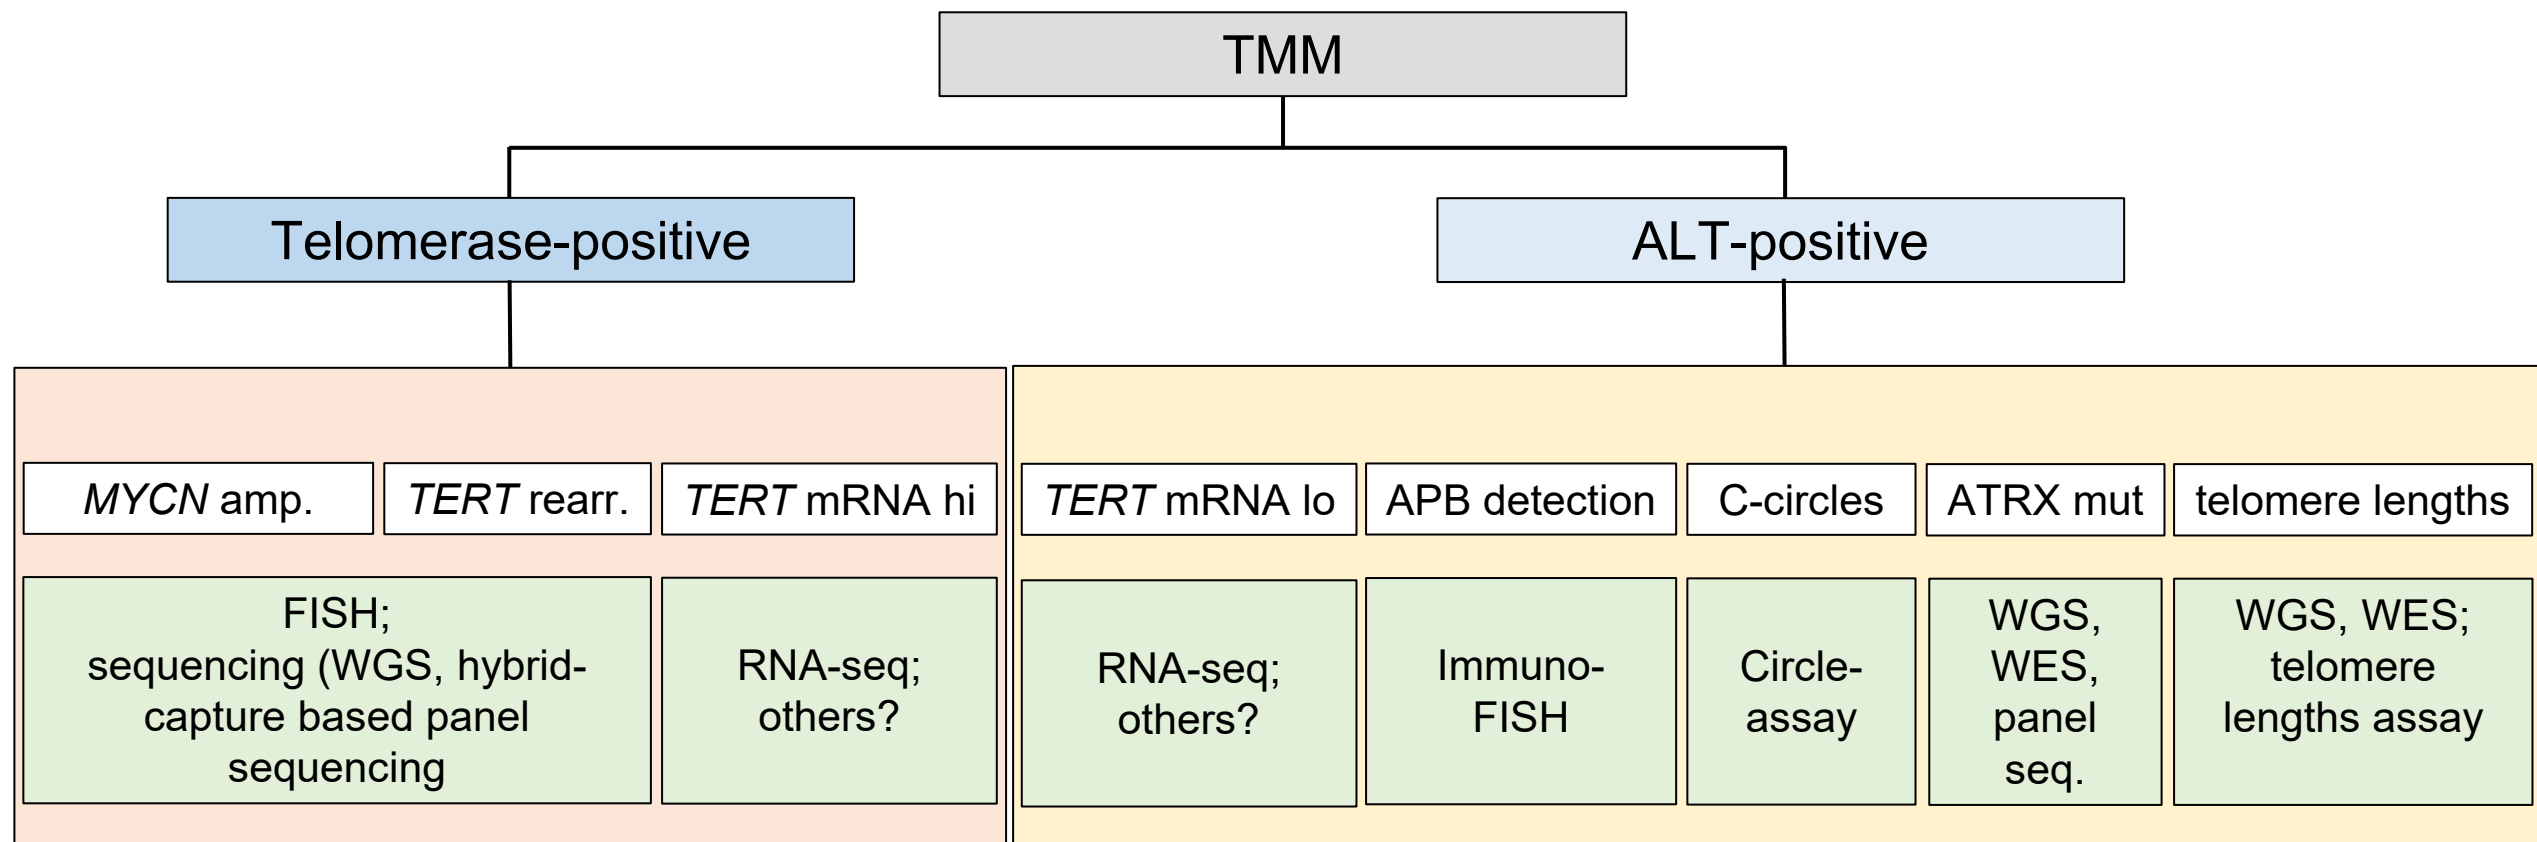 TMM
Telomerase-positive
ALT-positive
MYCN amp.
TERT rearr.
TERT mRNA hi
TERT mRNA lo
APB detection
C-circles
ATRX mut
telomere lengths
FISH;
sequencing (WGS, hybrid-
capture based panel
sequencing
RNA-seq;
others?
RNA-seq;
others?
Immuno-
FISH
Circle-
assay
WGS,
WES,
panel
seq.
WGS, WES;
telomere
lengths assay